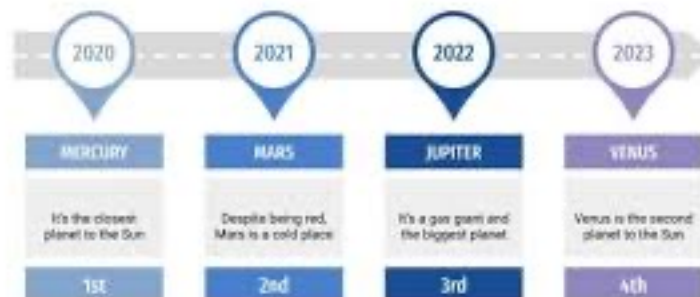 2020
2021
2022
2023
MERCURY
MARS
JUPITER
VENUS
It's the closest
planet to the Sun
Despite being red,
Mars is a cold place
It's a gas giant and
the biggest planet
Venus is the second
planet to the Sun
1st
2nd
3rd
4th